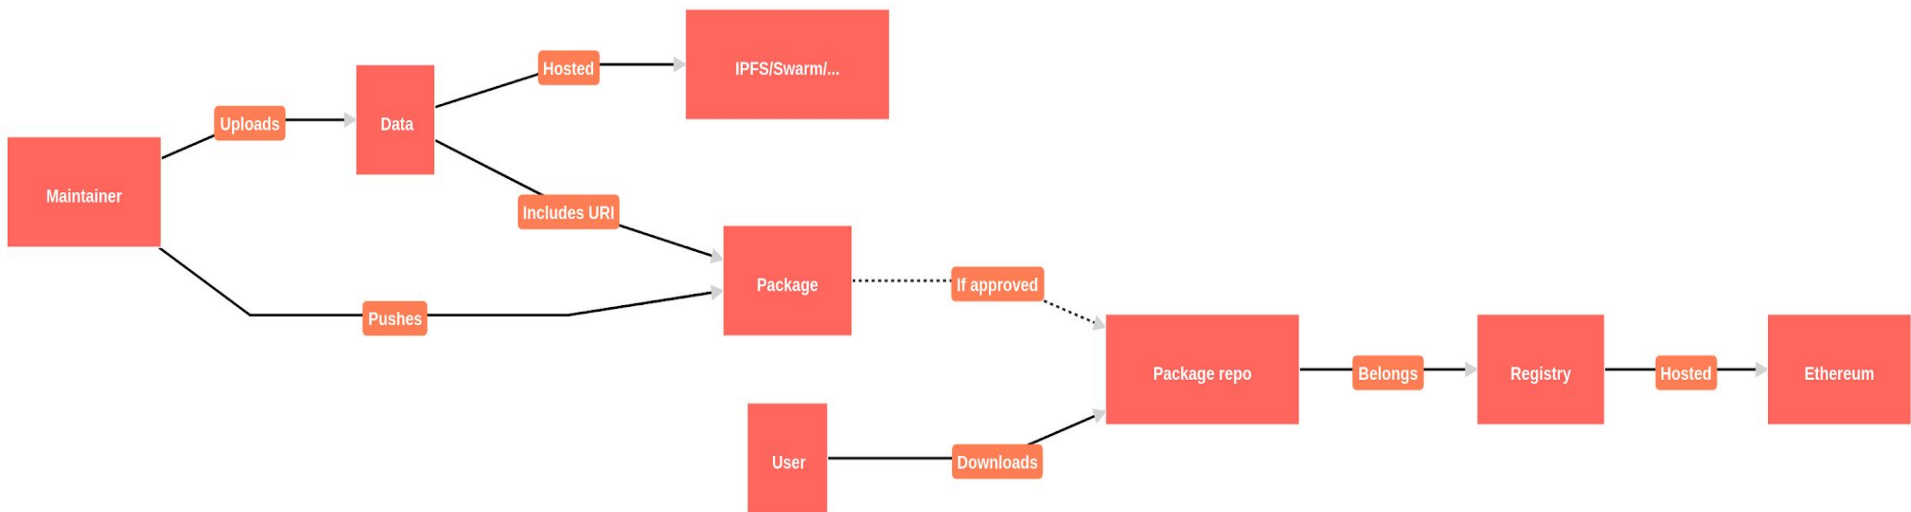 Maintainer
Uploads
Data
Hosted
IPFS/Swarm/...
Includes URI
Pushes
Package
If approved
User
Downloads
Package repo
Belongs
Registry
Hosted
Ethereum